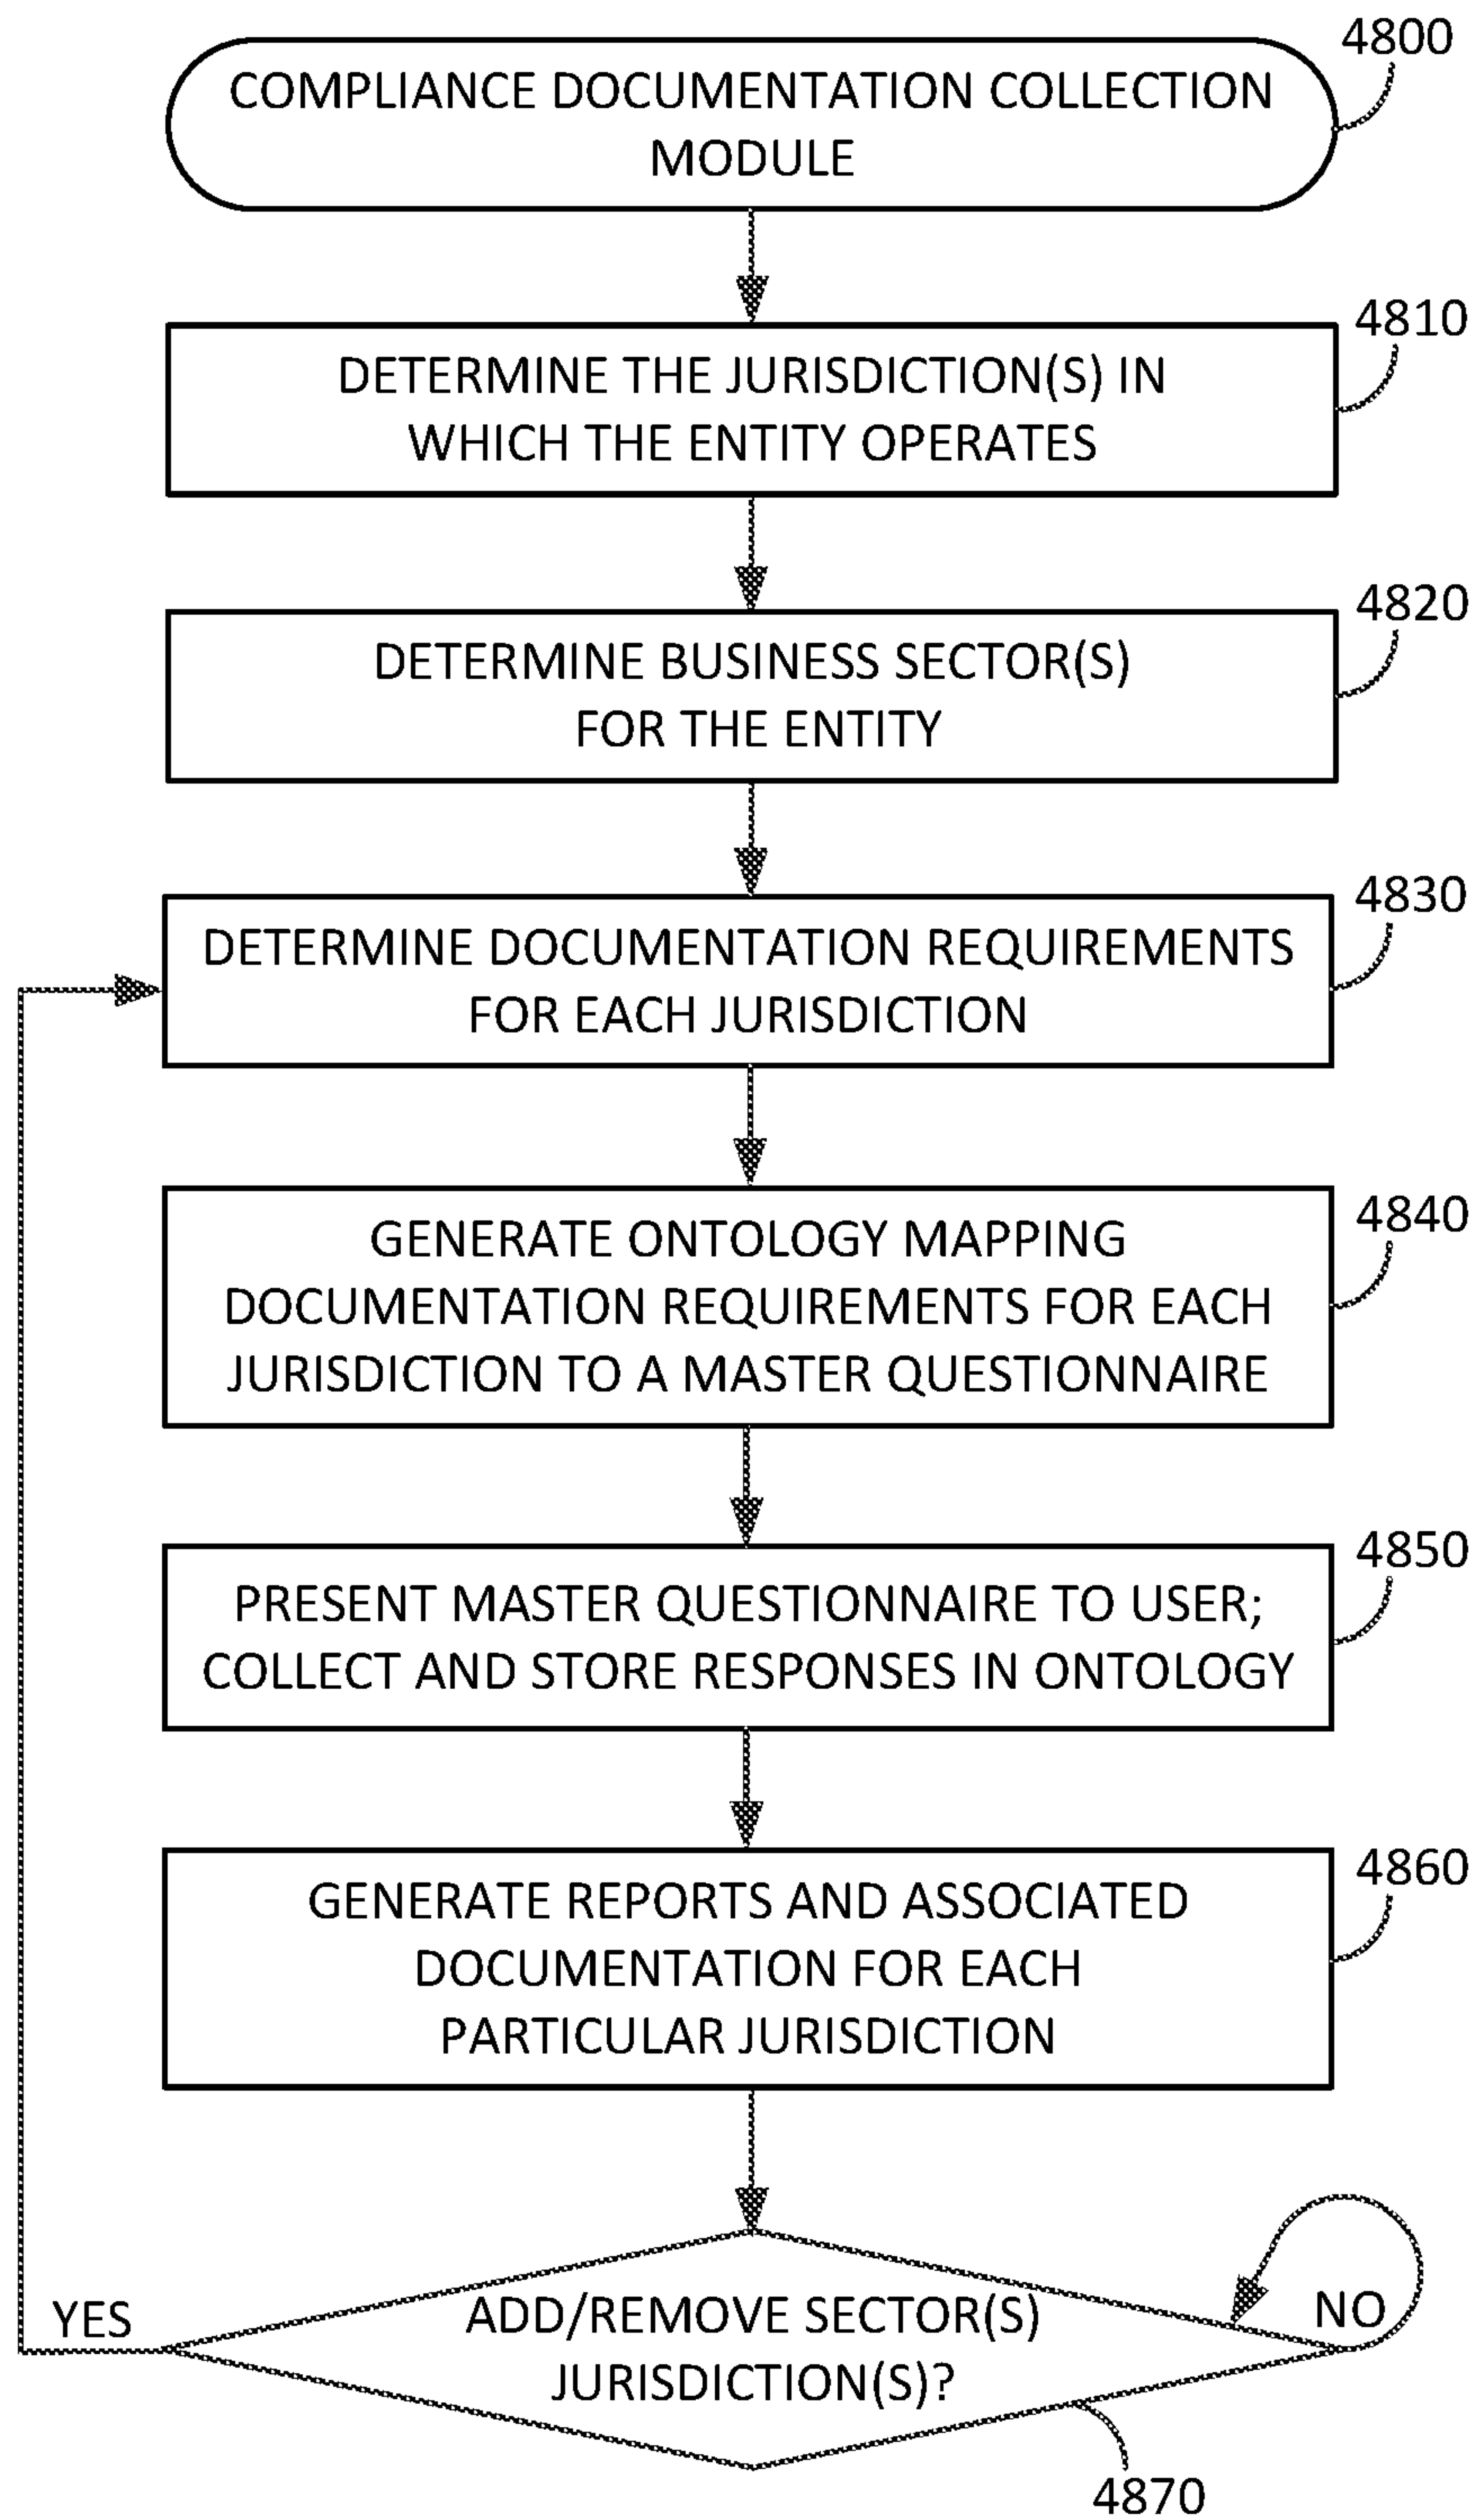 4800
COMPLIANCE DOCUMENTATION COLLECTION
MODULE
4810
DETERMINE THE JURISDICTION(S) IN
WHICH THE ENTITY OPERATES
4820
DETERMINE BUSINESS SECTOR(S)
FOR THE ENTITY
4830
DETERMINE DOCUMENTATION REQUIREMENTS
FOR EACH JURISDICTION
4840
GENERATE ONTOLOGY MAPPING
DOCUMENTATION REQUIREMENTS FOR EACH
JURISDICTION TO A MASTER QUESTIONNAIRE
4850
PRESENT MASTER QUESTIONNAIRE TO USER;
COLLECT AND STORE RESPONSES IN ONTOLOGY
4860
GENERATE REPORTS AND ASSOCIATED
DOCUMENTATION FOR EACH
PARTICULAR JURISDICTION
YES
ADD/REMOVE SECTOR(S)
JURISDICTION(S)?
NO
4870